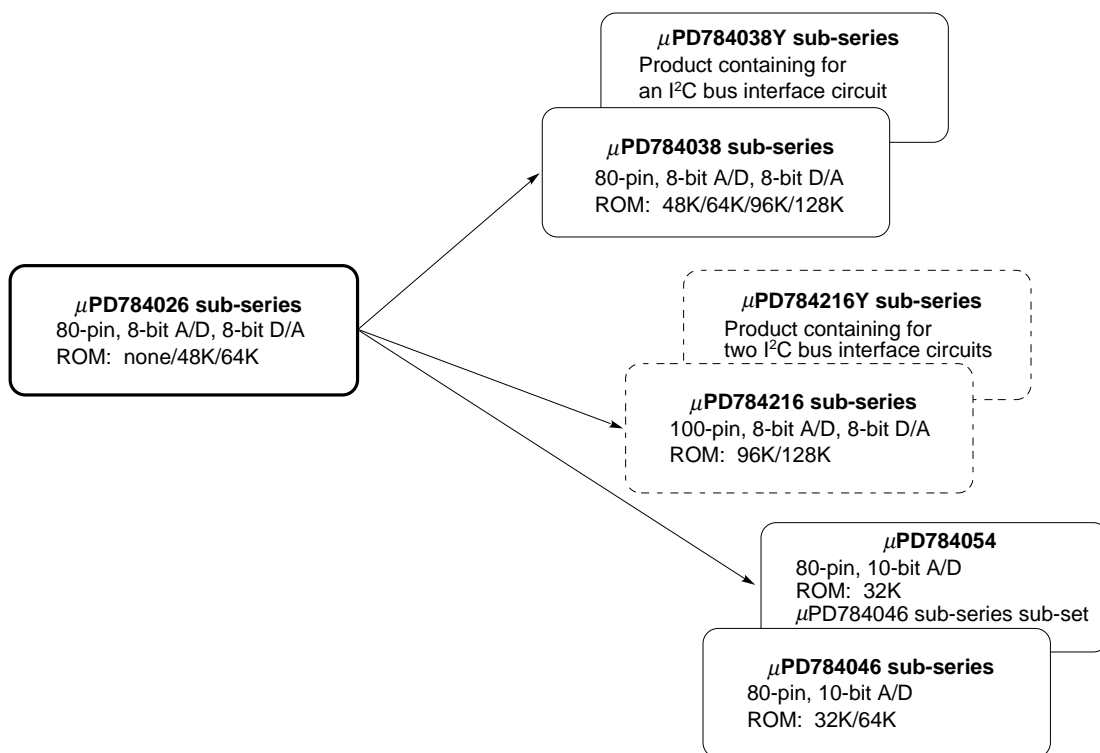 μPD784038Y sub-series
Product containing for
an I²C bus interface circuit
μPD784038 sub-series
80-pin, 8-bit A/D, 8-bit D/A
ROM: 48K/64K/96K/128K
μPD784026 sub-series
80-pin, 8-bit A/D, 8-bit D/A
ROM: none/48K/64K
μPD784216Y sub-series
Product containing for
two I²C bus interface circuits
μPD784216 sub-series
100-pin, 8-bit A/D, 8-bit D/A
ROM: 96K/128K
μPD784054
80-pin, 10-bit A/D
ROM: 32K
μPD784046 sub-series sub-set
μPD784046 sub-series
80-pin, 10-bit A/D
ROM: 32K/64K